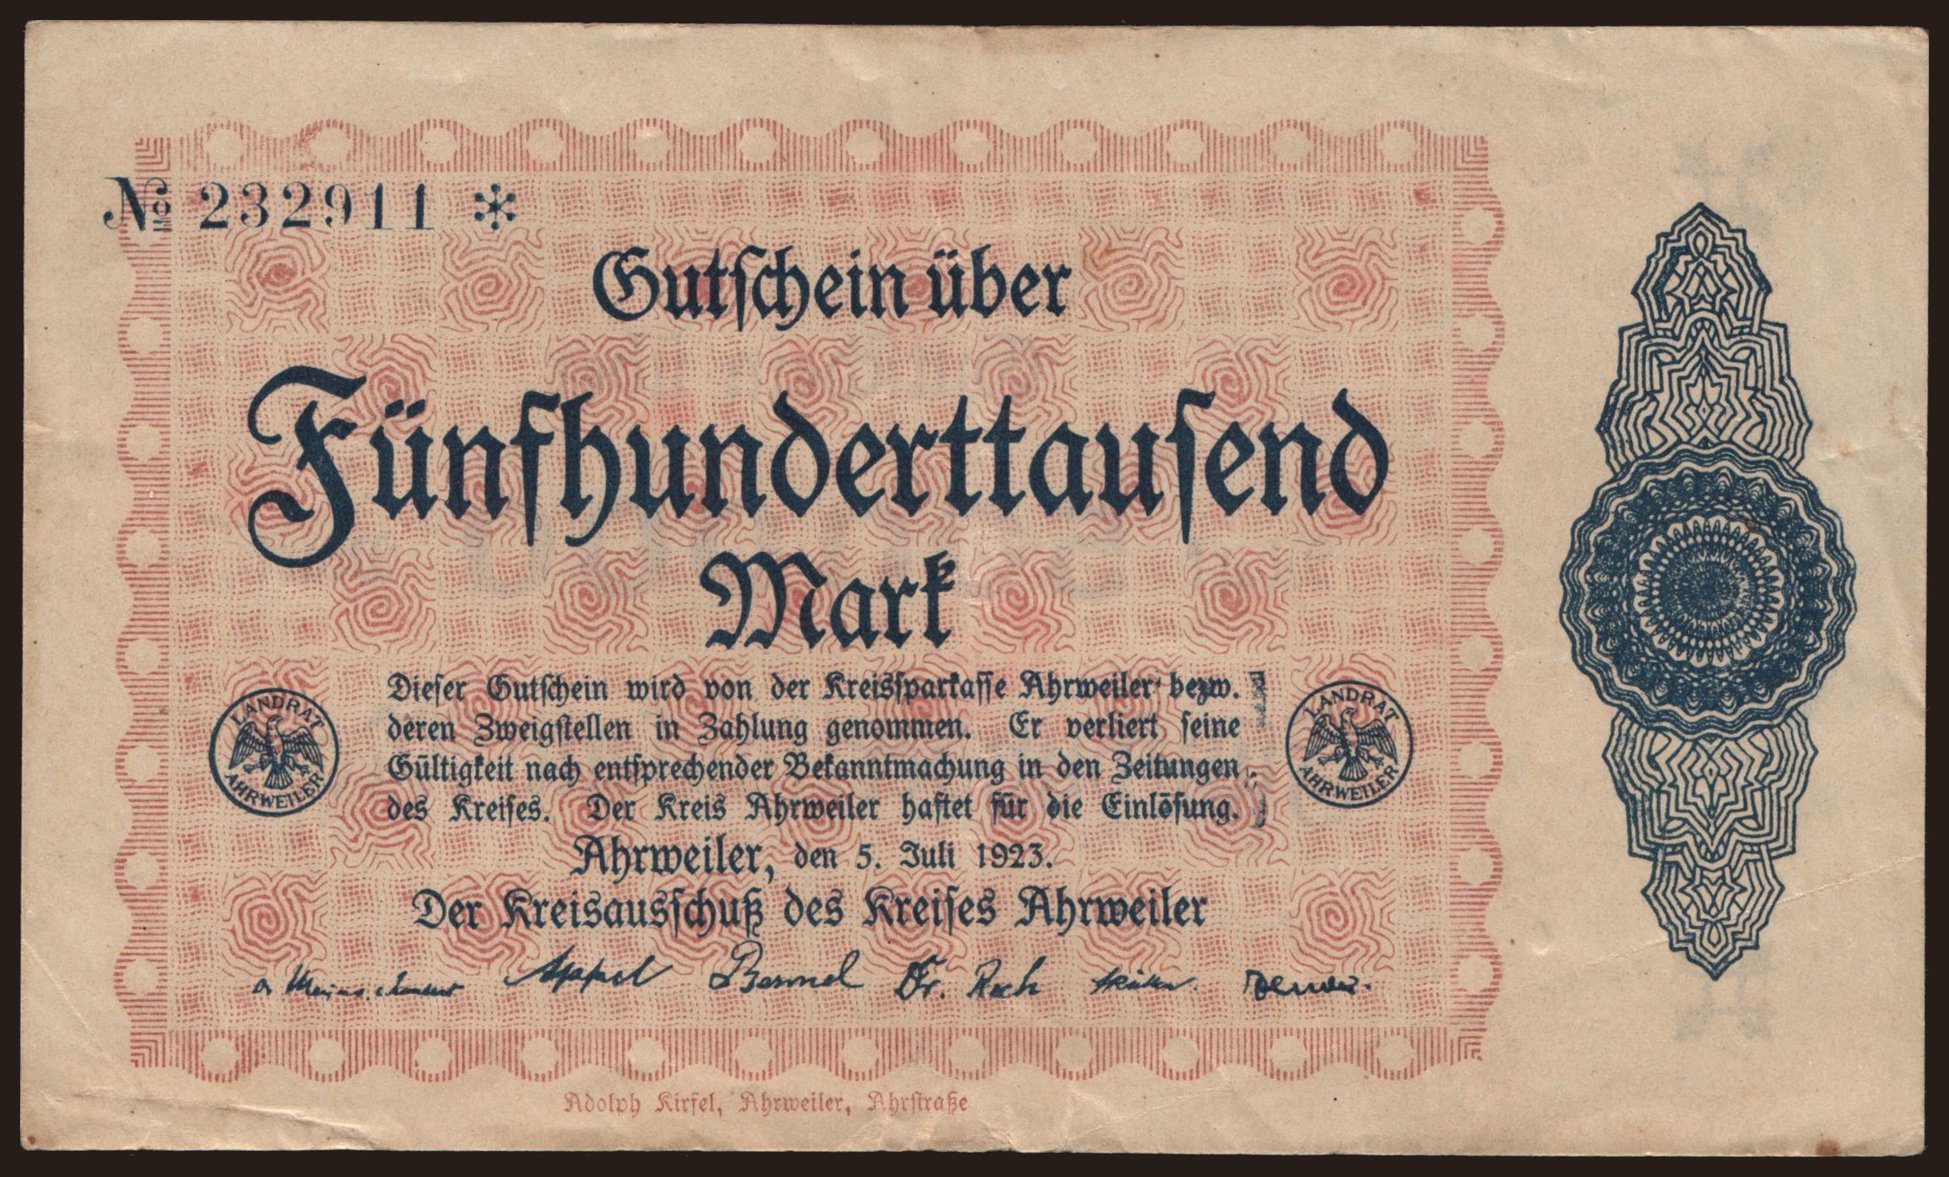 № 232911 *
Gutschein über
Fünfhunderttausend
Mark
Dieser Gutschein wird von der Kreissparkasse Ahrweiler bezw.
deren Zweigstellen in Zahlung genommen. Er verliert seine
Gültigkeit nach entsprechender Bekanntmachung in den Zeitungen
des Kreises. Der Kreis Ahrweiler haftet für die Einlösung.
LANDRAT
AHRWEILER
LANDRAT
AHRWEILER
Ahrweiler, den 5. Juli 1923.
Der Kreisausschuß des Kreises Ahrweiler
Appel Dr.
Adolph Kirfel, Ahrweiler, Ahrstraße